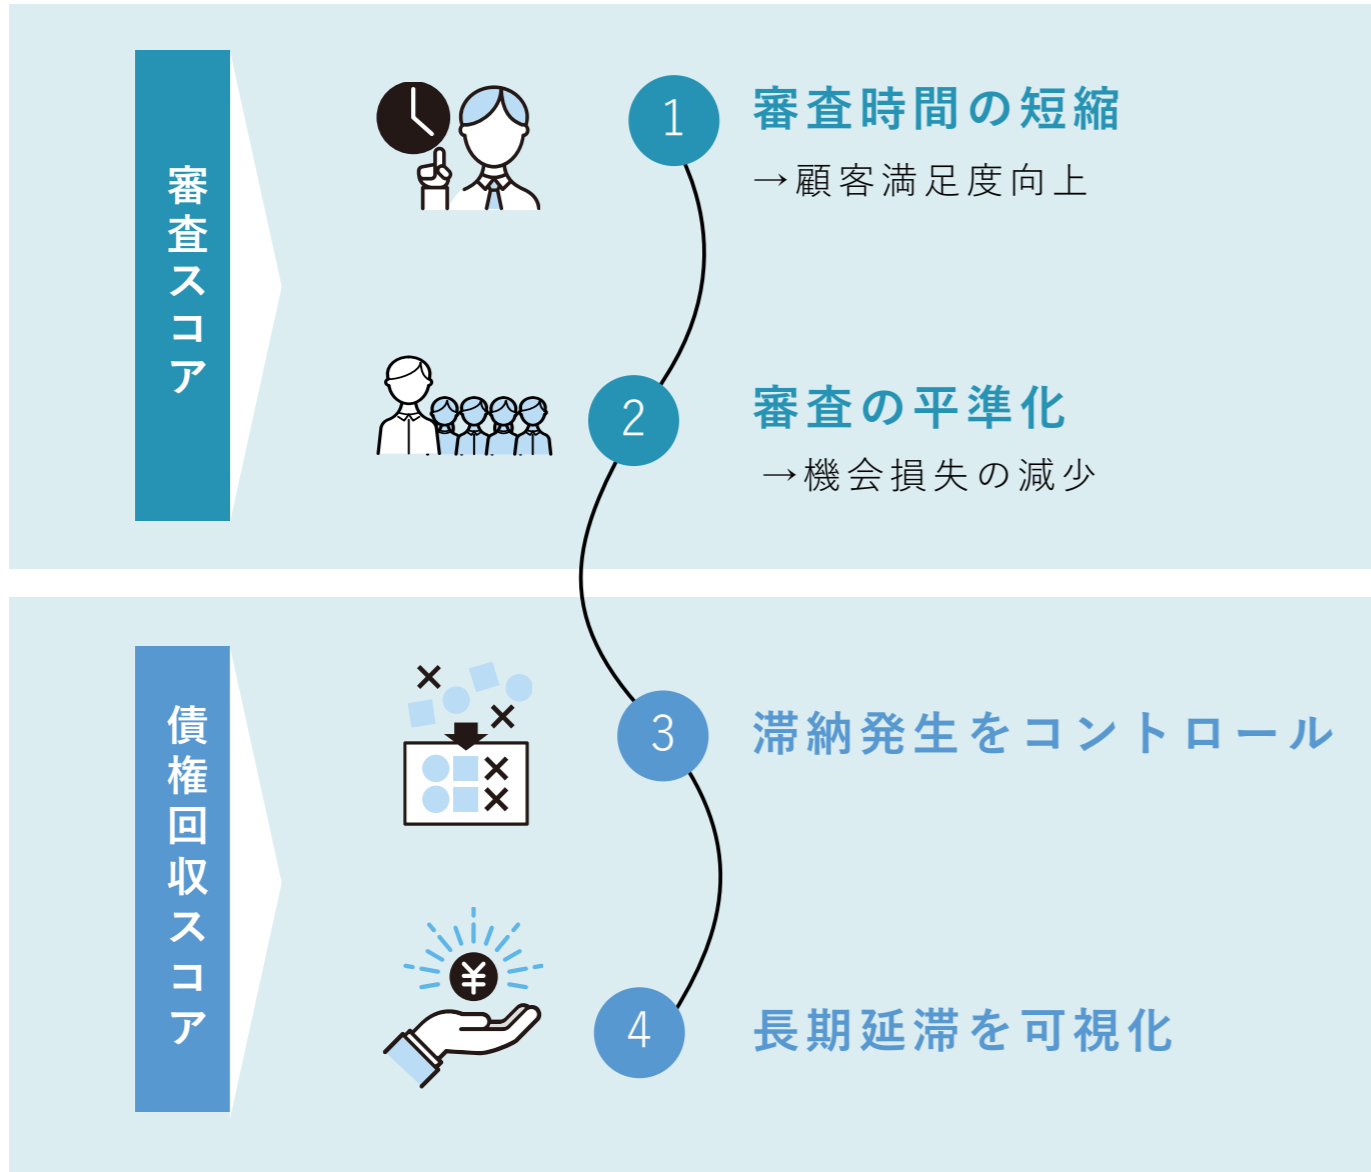 審査スコア
1
審査時間の短縮
→顧客満足度向上
2
審査の平準化
→機会損失の減少
債権回収スコア
3
滞納発生をコントロール
¥
4
長期延滞を可視化